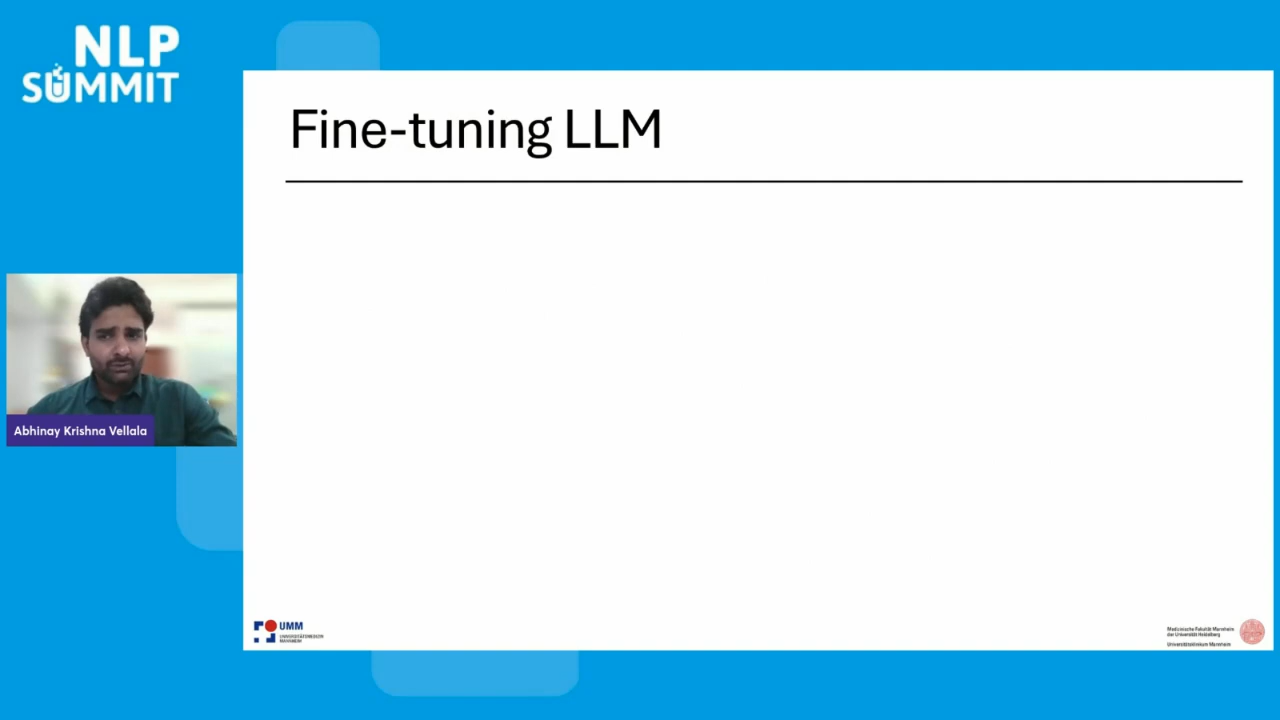 NLP
SUMMIT
Fine-tuning LLM
Abhinay Krishna Vellala
UMM
UNIVERSITÄTSMEDIZIN
MANNHEIM
Medizinische Fakultät Mannheim
der Universität Heidelberg
Universitätsklinikum Mannheim